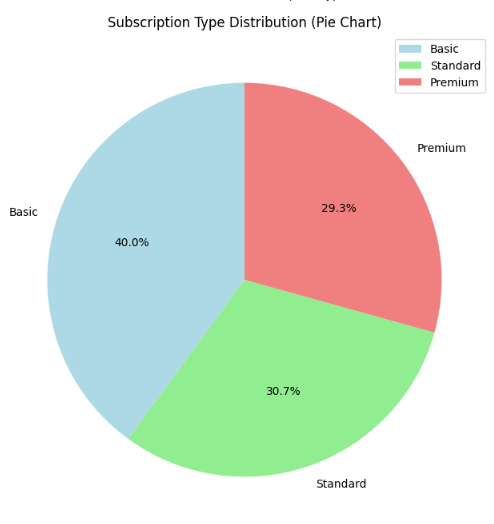 Subscription Type Distribution (Pie Chart)
Basic
Standard
Premium
Premium
29.3%
Basic
40.0%
30.7%
Standard